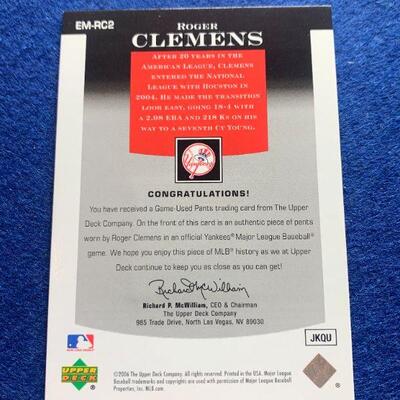 EM-RC2
ROGER
CLEMENS
AFTER 20 YEARS IN THE
AMERICAN LEAGUE, CLEMENS
ENTERED THE NATIONAL
LEAGUE WITH HOUSTON IN
2004. HE MADE THE TRANSITION
LOOK EASY, GOING 18-4 WITH
A 2.98 ERA AND 218 KS ON
HIS WAY TO A SEVENTH CY YOUNG.
YANKEES
CONGRATULATIONS!
You have received a Game-Used Pants trading card from The Upper
Deck Company. On the front of this card is an authentic piece of pants
worn by Roger Clemens in an official Yankees® Major League Baseball®
game. We hope you enjoy this piece of MLB® history as we at Upper
Deck continue to keep you as close as you can get!
Richard P. McWilliam
Richard P. McWilliam, CEO & Chairman
The Upper Deck Company
985 Trade Drive, North Las Vegas, NV 89030
UPPER
DECK
JKQU
©2006 The Upper Deck Company. All rights reserved. Printed in the USA. Major League
Baseball trademarks and copyrights are used with permission of Major League Baseball
Properties, Inc. MLB.com.